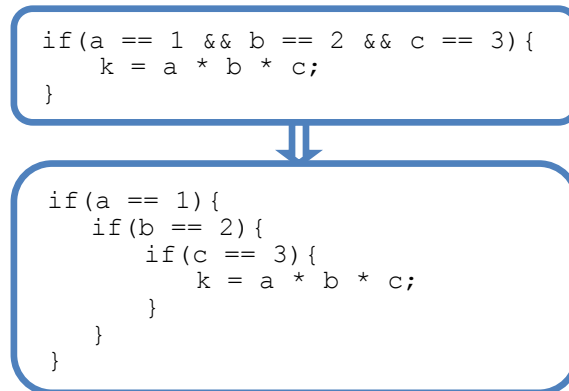 if(a == 1 && b == 2 && c == 3){
    k = a * b * c;
}
if(a == 1){
   if(b == 2){
      if(c == 3){
         k = a * b * c;
      }
   }
}